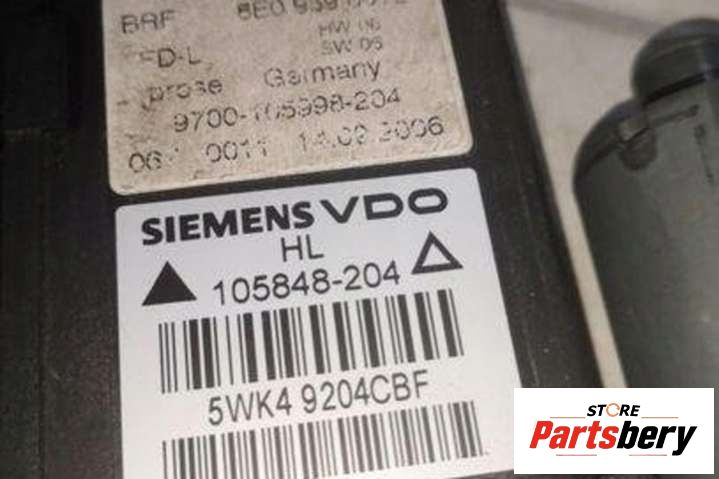 BRF
HW 06
SW 06
Germany
9700-105998-204
0011 14.09 2006
SIEMENS VDO
HL
105848-204
5WK4 9204CBF
STORE
Partsbery